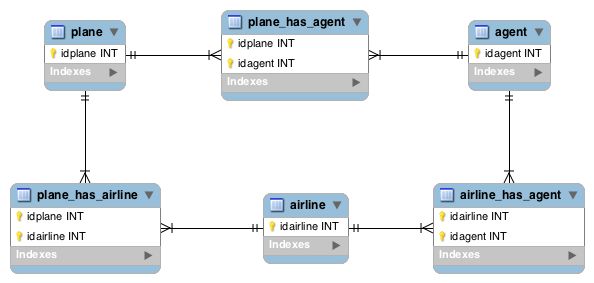 plane
idplane INT
Indexes
plane_has_agent
idplane INT
idagent INT
Indexes
agent
idagent INT
Indexes
plane_has_airline
idplane INT
idairline INT
Indexes
airline
idairline INT
Indexes
airline_has_agent
idairline INT
idagent INT
Indexes